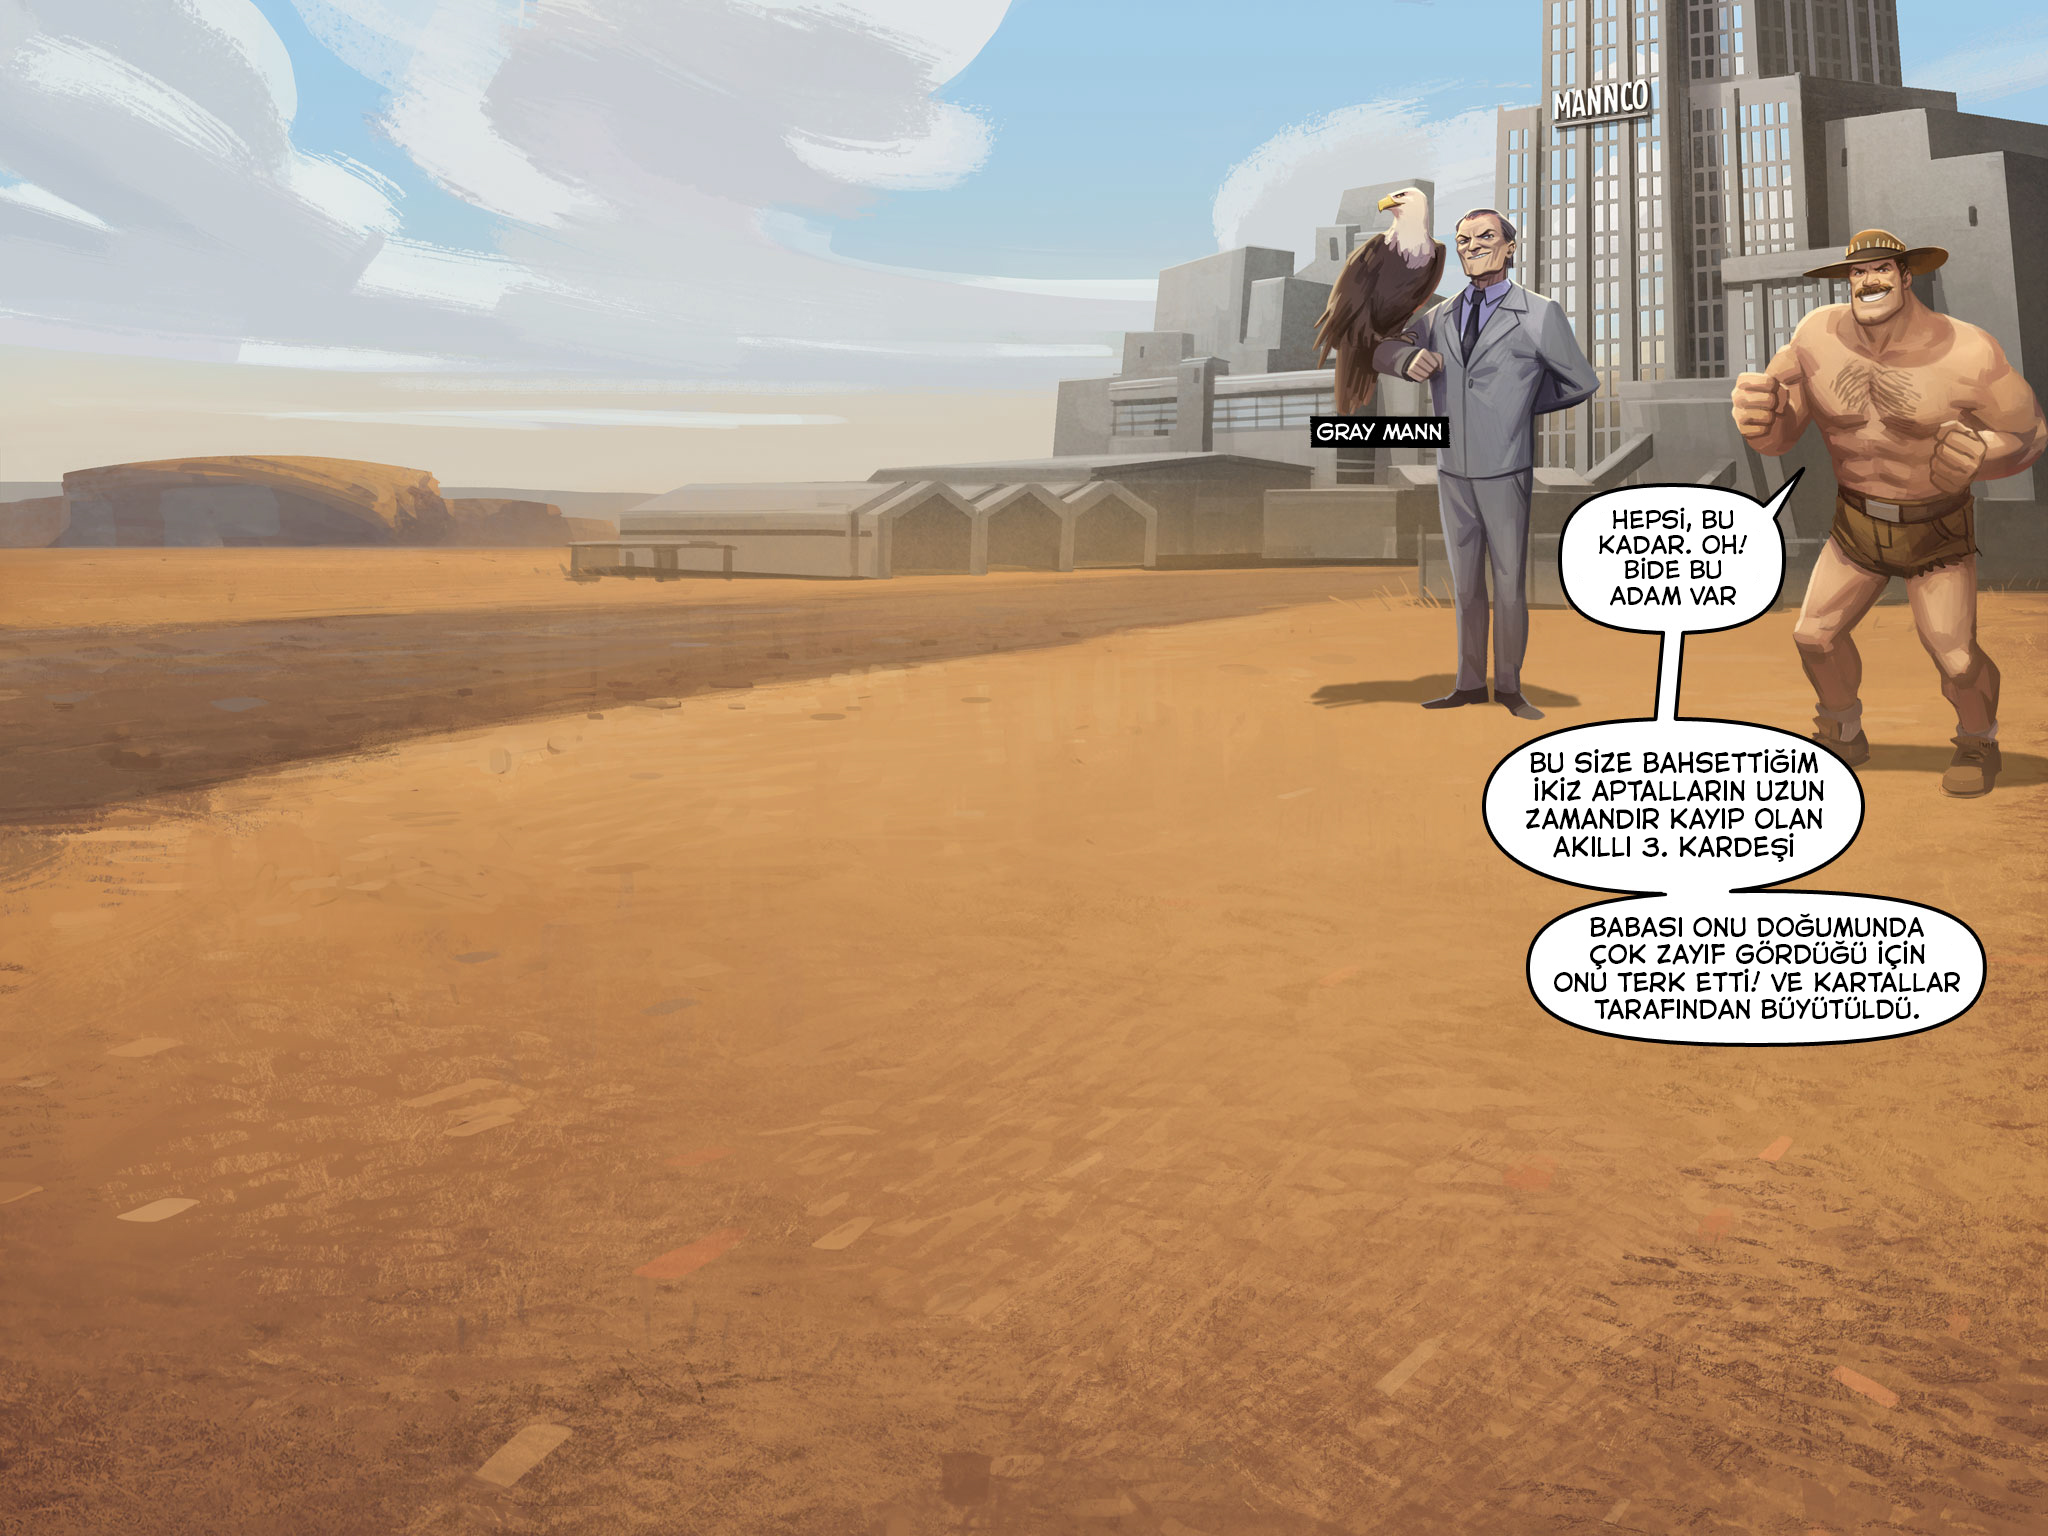 MANNCO
GRAY MANN
HEPSİ, BU
KADAR. OH!
BİDE BU
ADAM VAR
BU SİZE BAHSETTİĞİM
İKİZ APTALLARIN UZUN
ZAMANDIR KAYIP OLAN
AKILLI 3. KARDEŞİ
BABASI ONU DOĞUMUNDA
ÇOK ZAYIF GÖRDÜĞÜ İÇİN
ONU TERK ETTİ! VE KARTALLAR
TARAFINDAN BÜYÜTÜLDÜ.